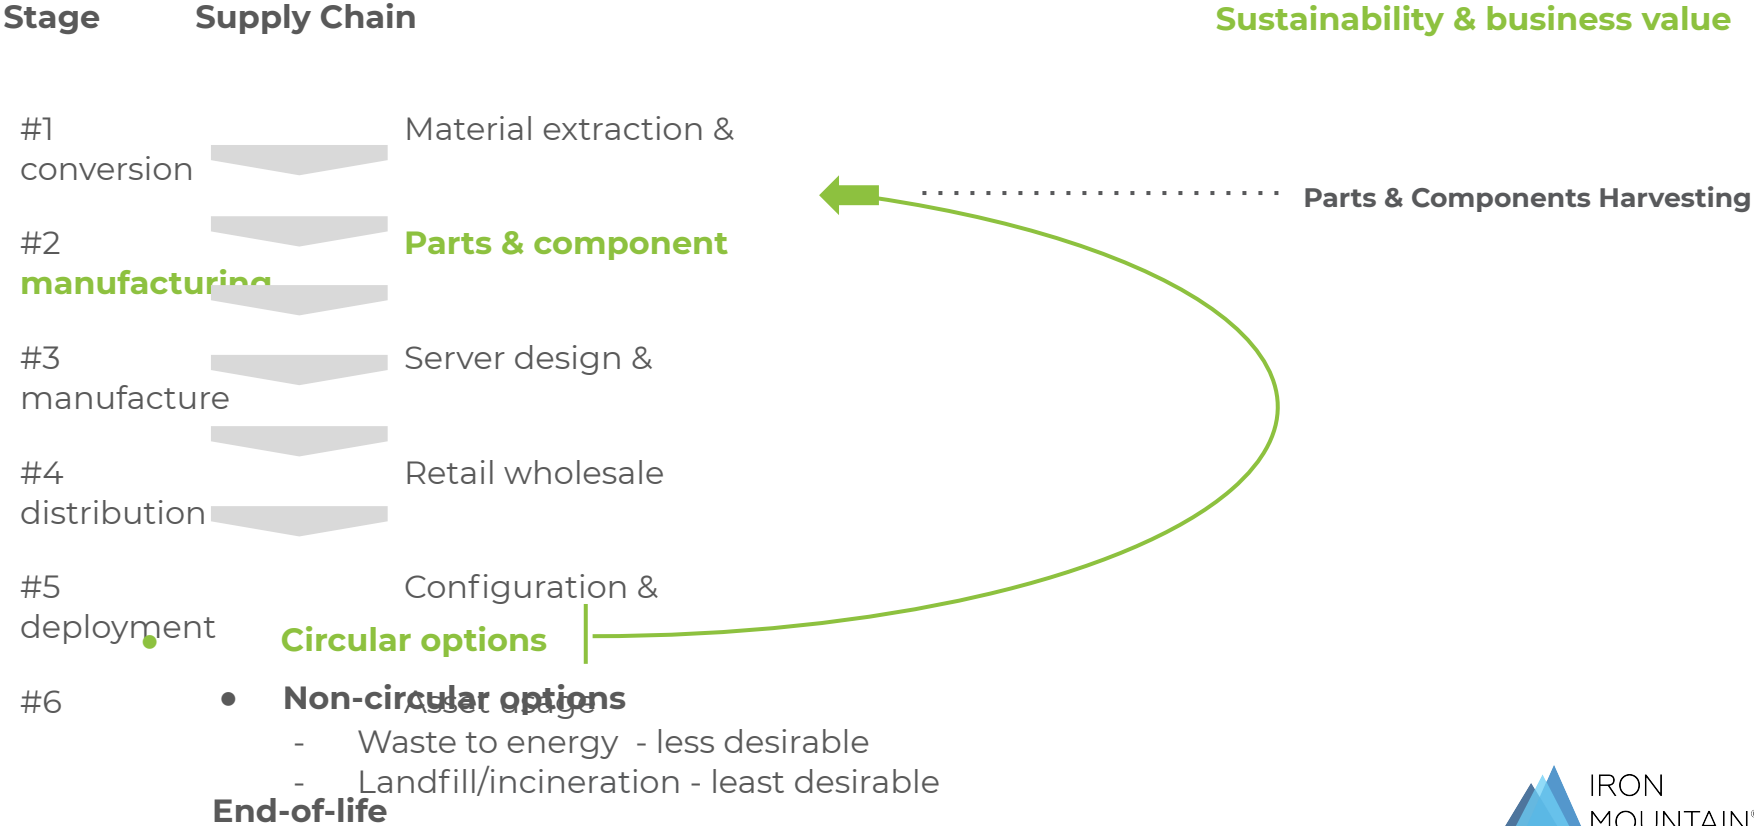 Stage Supply Chain Sustainability & business value
#1 Material extraction &
conversion
Parts & Components Harvesting
#2 Parts & component
manufacturing
#3 Server design &
manufacture
#4 Retail wholesale
distribution
#5 Configuration &
deployment
• Circular options
#6 Asset usage
• Non-circular options
- Waste to energy - less desirable
- Landfill/incineration - least desirable
End-of-life
IRON
MOUNTAIN®